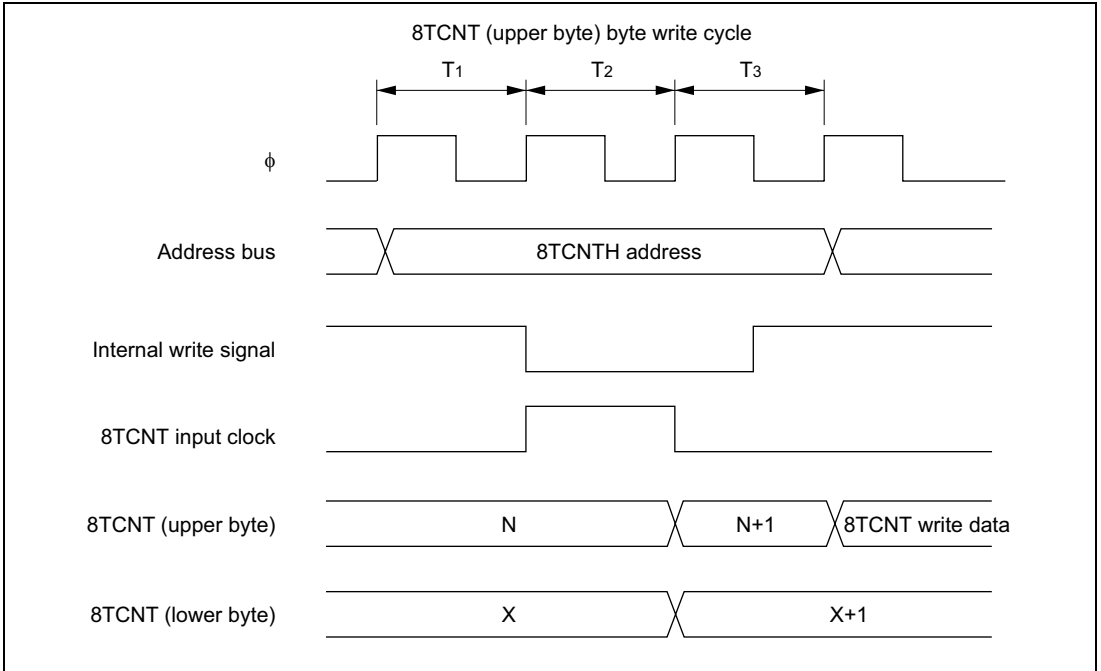 8TCNT (upper byte) byte write cycle
T1 T2 T3
ϕ
Address bus 8TCNTH address
Internal write signal
8TCNT input clock
8TCNT (upper byte) N N+1 8TCNT write data
8TCNT (lower byte) X X+1